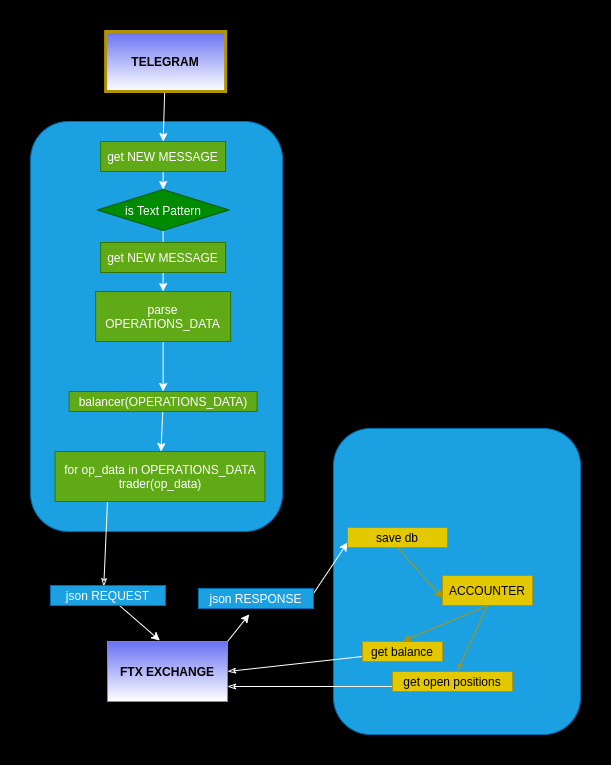 TELEGRAM
get NEW MESSAGE
is Text Pattern
get NEW MESSAGE
parse
OPERATIONS_DATA
balancer(OPERATIONS_DATA)
for op_data in OPERATIONS_DATA
trader(op_data)
json REQUEST
json RESPONSE
FTX EXCHANGE
save db
ACCOUNTER
get balance
get open positions